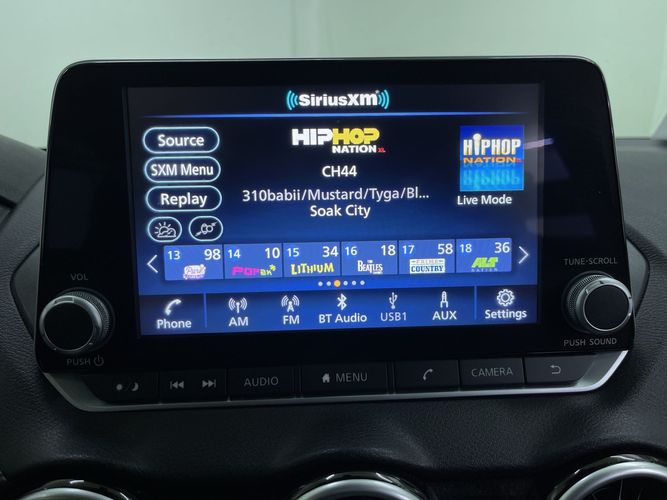 SiriusXM
Source
HIPHOP
NATION XL
SXM Menu
CH44
HIPHOP
NATION
Replay
310babii/Mustard/Tyga/Bl...
Soak City
Live Mode
13 98
14 10
15 34
16 18
17 58
18 36
POP2K
LITHIUM
THE
BEATLES
PRIME
COUNTRY
ALT
NATION
Phone
AM
FM
BT Audio
USB1
AUX
Settings
VOL
PUSH
TUNE·SCROLL
PUSH SOUND
AUDIO
MENU
CAMERA